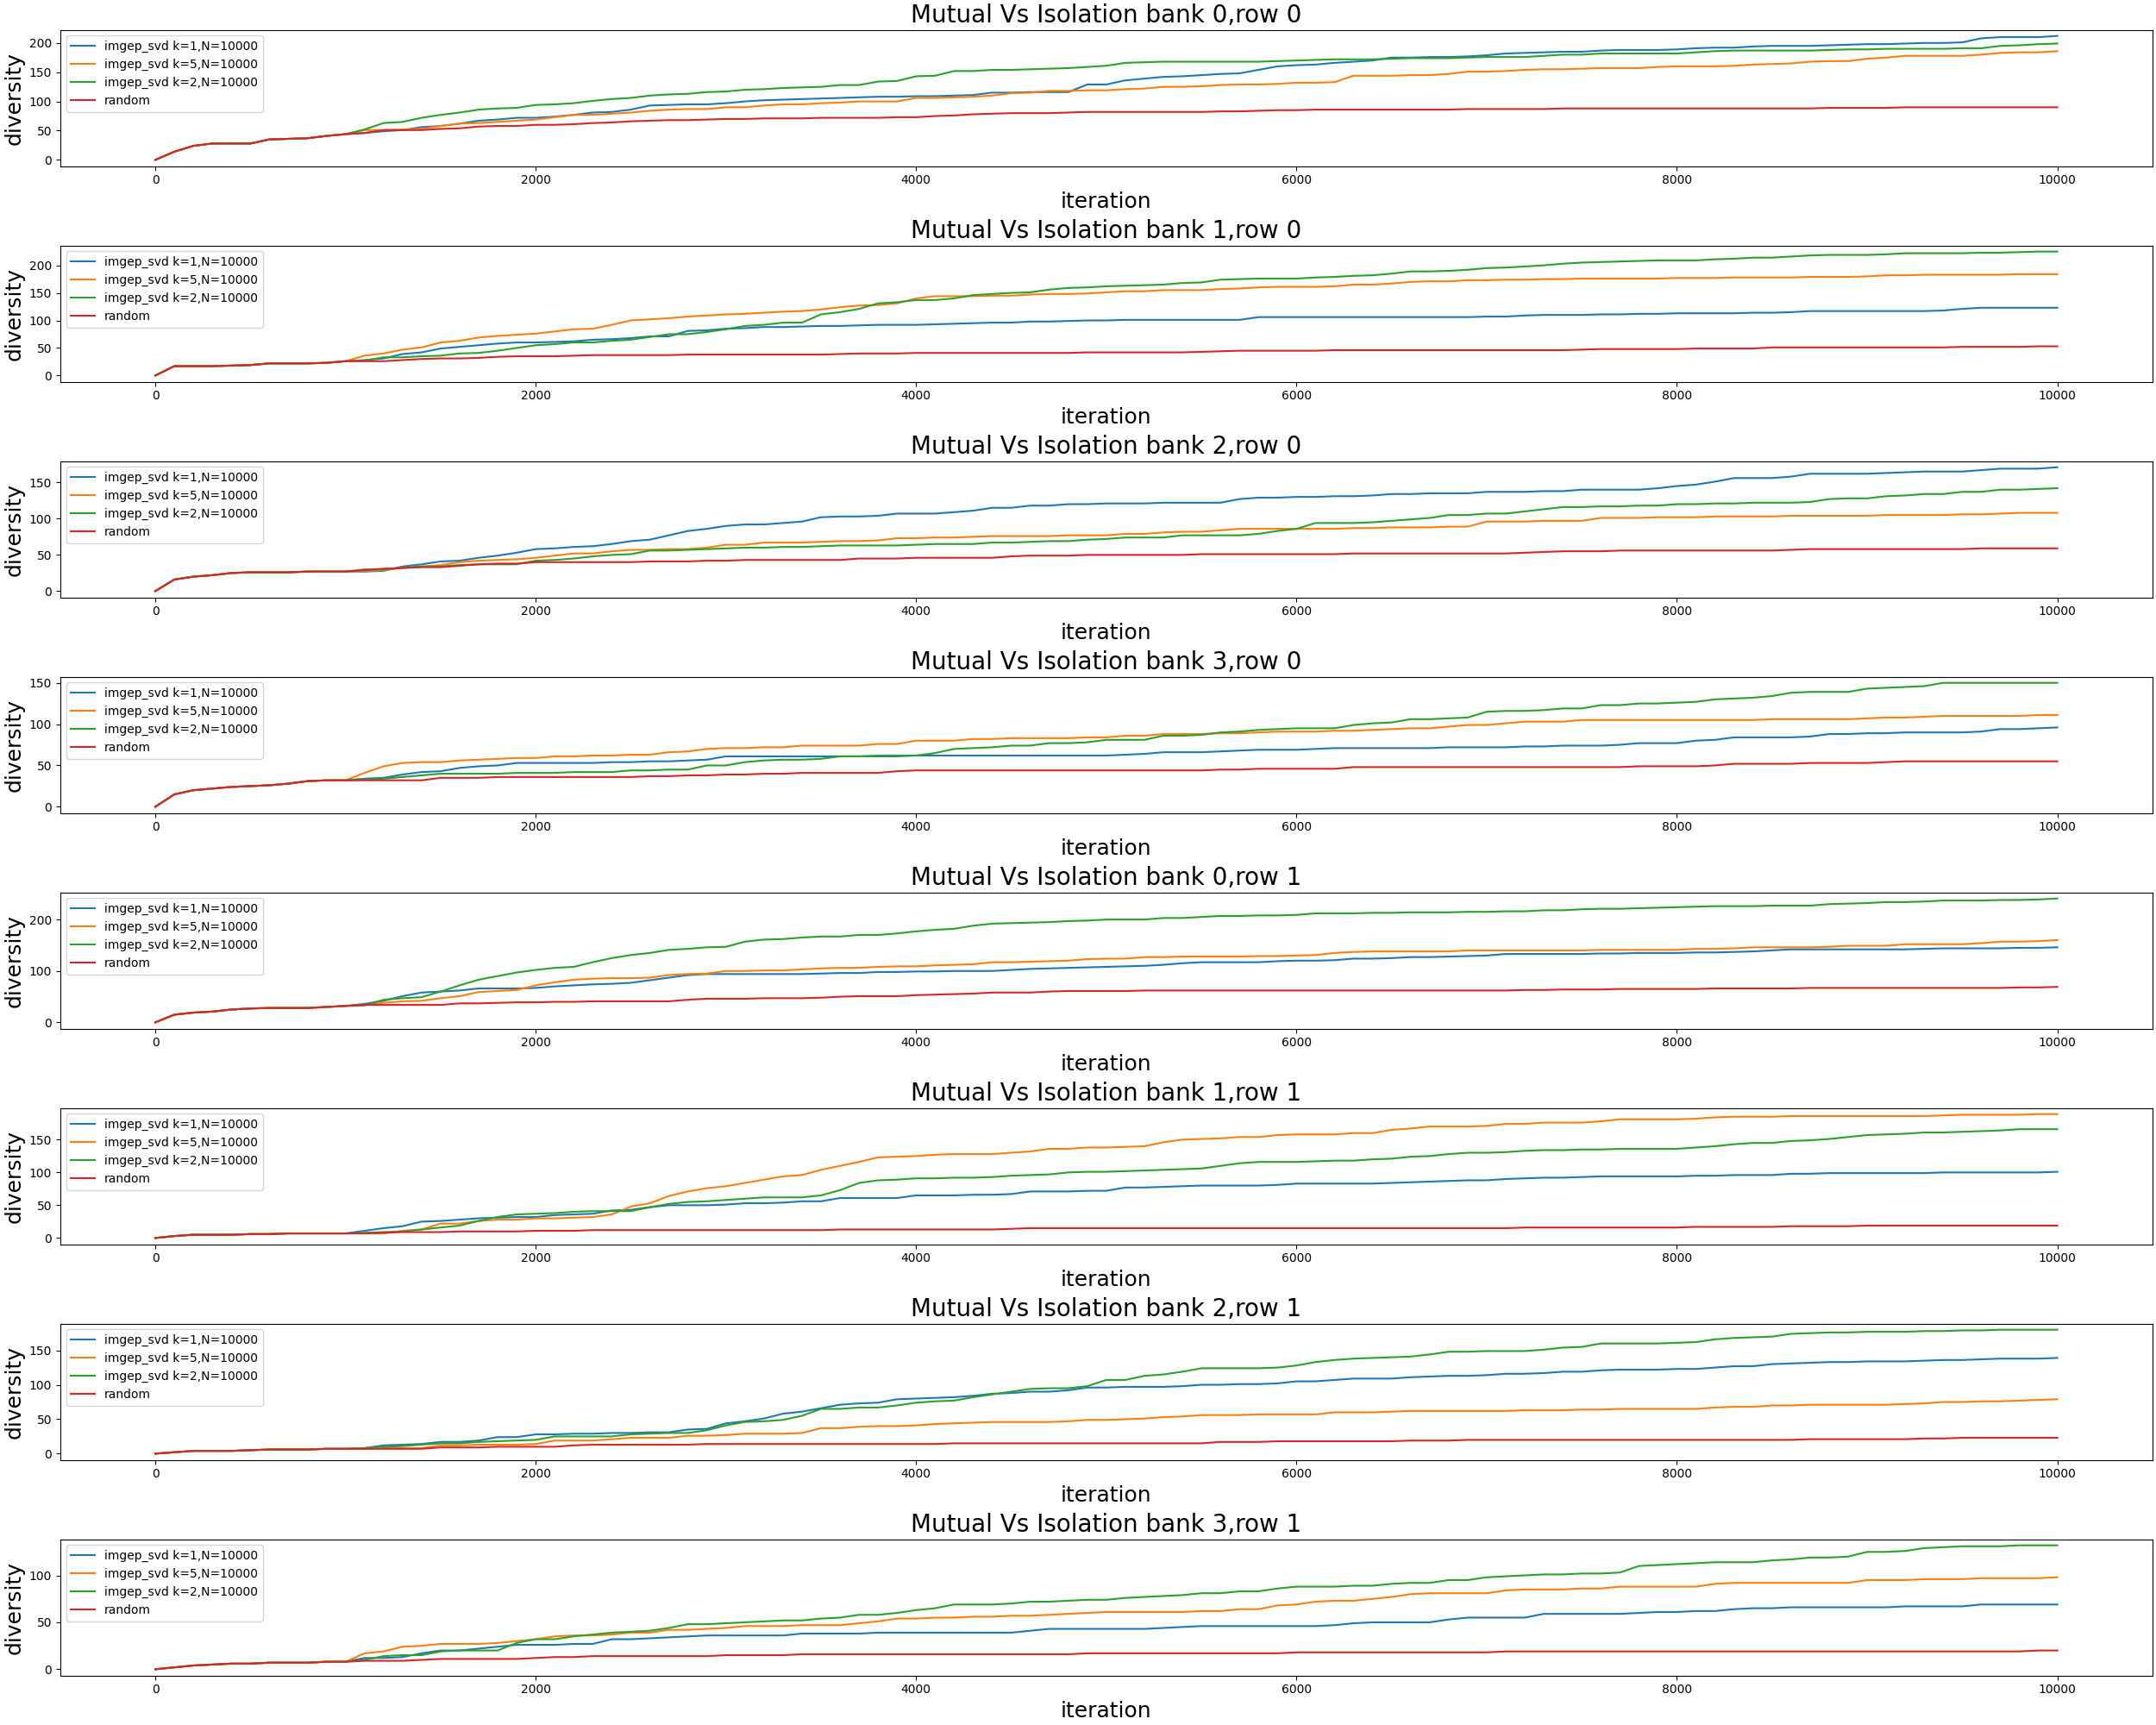 Mutual Vs Isolation bank 0,row 0
diversity
200
150
100
50
0
imgep_svd k=1,N=10000
imgep_svd k=5,N=10000
imgep_svd k=2,N=10000
random
0 2000 4000 6000 8000 10000
iteration
Mutual Vs Isolation bank 1,row 0
diversity
200
150
100
50
0
imgep_svd k=1,N=10000
imgep_svd k=5,N=10000
imgep_svd k=2,N=10000
random
0 2000 4000 6000 8000 10000
iteration
Mutual Vs Isolation bank 2,row 0
diversity
150
100
50
0
imgep_svd k=1,N=10000
imgep_svd k=5,N=10000
imgep_svd k=2,N=10000
random
0 2000 4000 6000 8000 10000
iteration
Mutual Vs Isolation bank 3,row 0
diversity
150
100
50
0
imgep_svd k=1,N=10000
imgep_svd k=5,N=10000
imgep_svd k=2,N=10000
random
0 2000 4000 6000 8000 10000
iteration
Mutual Vs Isolation bank 0,row 1
diversity
200
100
0
imgep_svd k=1,N=10000
imgep_svd k=5,N=10000
imgep_svd k=2,N=10000
random
0 2000 4000 6000 8000 10000
iteration
Mutual Vs Isolation bank 1,row 1
diversity
150
100
50
0
imgep_svd k=1,N=10000
imgep_svd k=5,N=10000
imgep_svd k=2,N=10000
random
0 2000 4000 6000 8000 10000
iteration
Mutual Vs Isolation bank 2,row 1
diversity
150
100
50
0
imgep_svd k=1,N=10000
imgep_svd k=5,N=10000
imgep_svd k=2,N=10000
random
0 2000 4000 6000 8000 10000
iteration
Mutual Vs Isolation bank 3,row 1
diversity
100
50
0
imgep_svd k=1,N=10000
imgep_svd k=5,N=10000
imgep_svd k=2,N=10000
random
0 2000 4000 6000 8000 10000
iteration